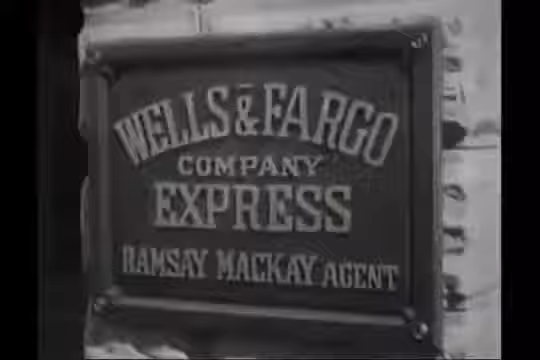 WELLS & FARGO
COMPANY
EXPRESS
RAMSAY MACKAY AGENT